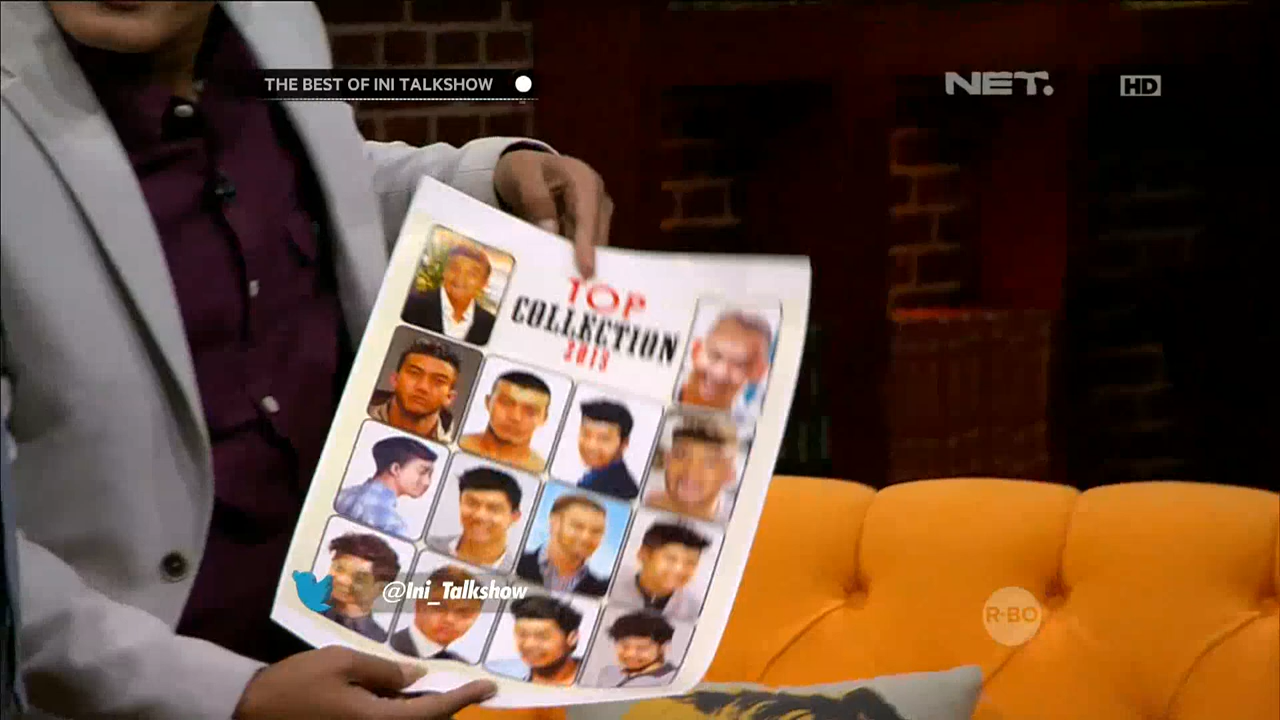 THE BEST OF INI TALKSHOW
NET.
HD
TOP
COLLECTION
2015
@Ini_Talkshow
R-BO